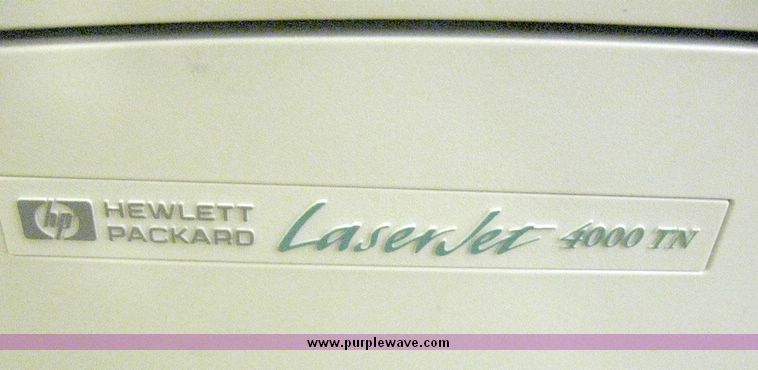 hp HEWLETT PACKARD LaserJet 4000 TN
www.purplewave.com